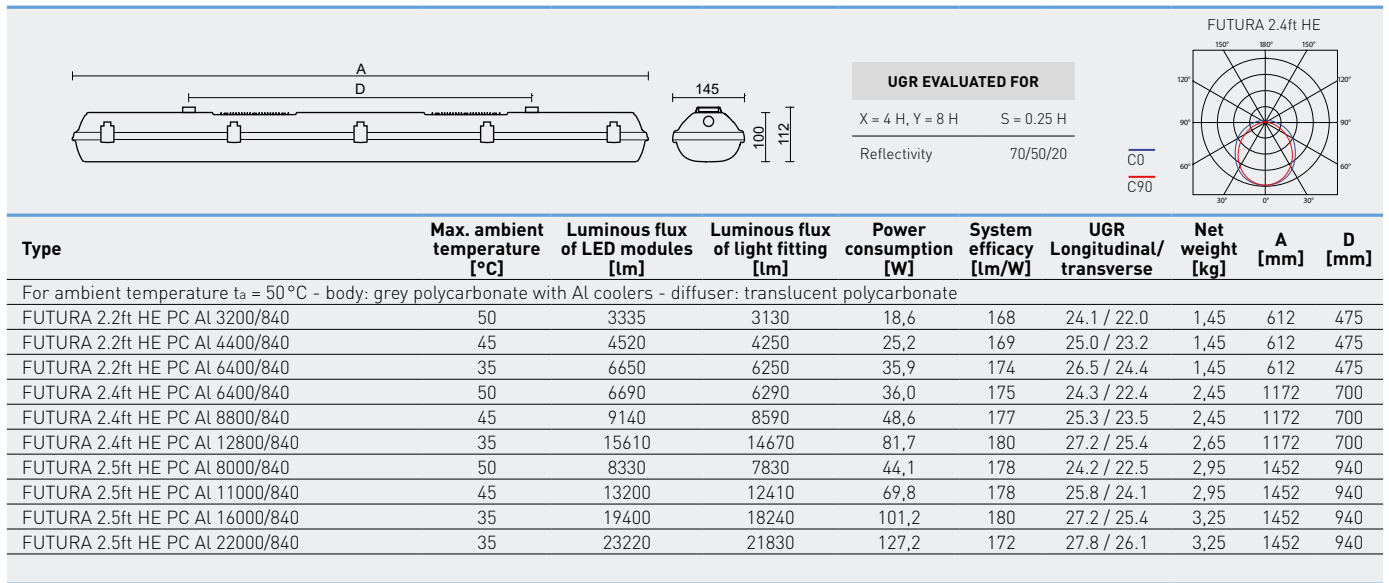 FUTURA 2.4ft HE
150° 180° 150°
120° 120°
90° 90°
60° 60°
30° 0° 30°
C0
C90
A
D
145
100
112
UGR EVALUATED FOR
X = 4 H, Y = 8 H S = 0.25 H
Reflectivity 70/50/20
Type Max. ambient temperature [°C] Luminous flux of LED modules [lm] Luminous flux of light fitting [lm] Power consumption [W] System efficacy [lm/W] UGR Longitudinal/ transverse Net weight [kg] A [mm] D [mm]
For ambient temperature ta = 50°C - body: grey polycarbonate with Al coolers - diffuser: translucent polycarbonate
FUTURA 2.2ft HE PC Al 3200/840 50 3335 3130 18,6 168 24.1 / 22.0 1,45 612 475
FUTURA 2.2ft HE PC Al 4400/840 45 4520 4250 25,2 169 25.0 / 23.2 1,45 612 475
FUTURA 2.2ft HE PC Al 6400/840 35 6650 6250 35,9 174 26.5 / 24.4 1,45 612 475
FUTURA 2.4ft HE PC Al 6400/840 50 6690 6290 36,0 175 24.3 / 22.4 2,45 1172 700
FUTURA 2.4ft HE PC Al 8800/840 45 9140 8590 48,6 177 25.3 / 23.5 2,45 1172 700
FUTURA 2.4ft HE PC Al 12800/840 35 15610 14670 81,7 180 27.2 / 25.4 2,65 1172 700
FUTURA 2.5ft HE PC Al 8000/840 50 8330 7830 44,1 178 24.2 / 22.5 2,95 1452 940
FUTURA 2.5ft HE PC Al 11000/840 45 13200 12410 69,8 178 25.8 / 24.1 2,95 1452 940
FUTURA 2.5ft HE PC Al 16000/840 35 19400 18240 101,2 180 27.2 / 25.4 3,25 1452 940
FUTURA 2.5ft HE PC Al 22000/840 35 23220 21830 127,2 172 27.8 / 26.1 3,25 1452 940